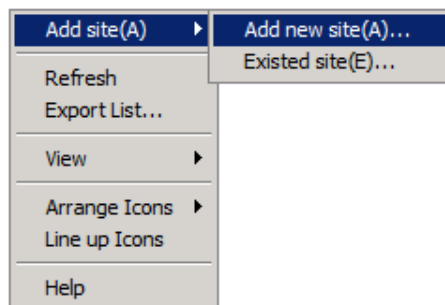 Add site(A)
Add new site(A)...
Existed site(E)...
Refresh
Export List...
View
Arrange Icons
Line up Icons
Help